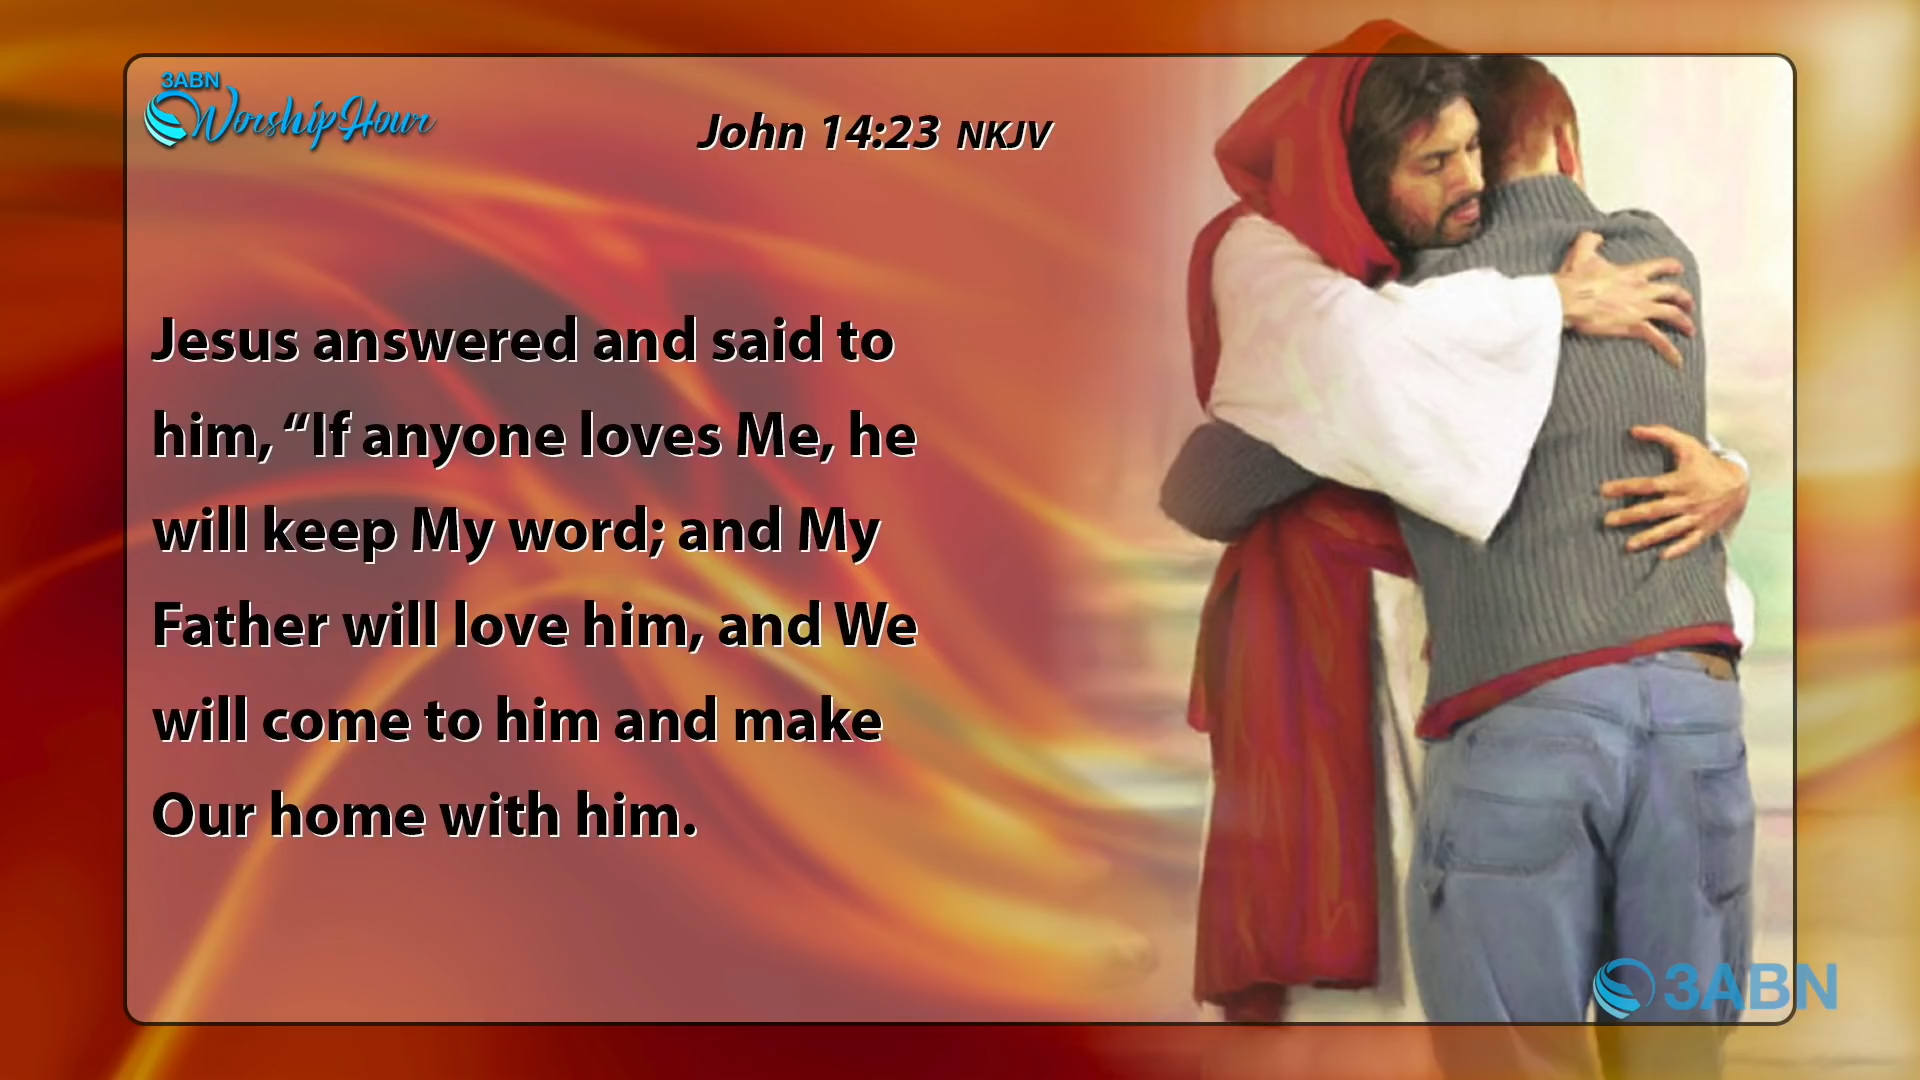 3ABN
Worship Hour
John 14:23 NKJV
Jesus answered and said to
him, “If anyone loves Me, he
will keep My word; and My
Father will love him, and We
will come to him and make
Our home with him.
3ABN